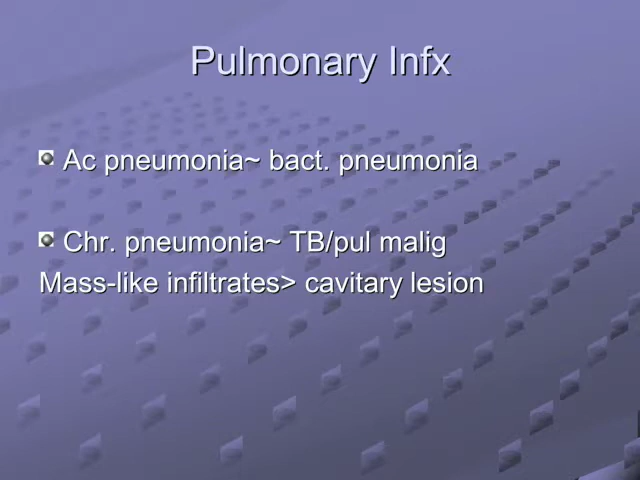 Pulmonary Infx
Ac pneumonia~ bact. pneumonia
Chr. pneumonia~ TB/pul malig
Mass-like infiltrates> cavitary lesion